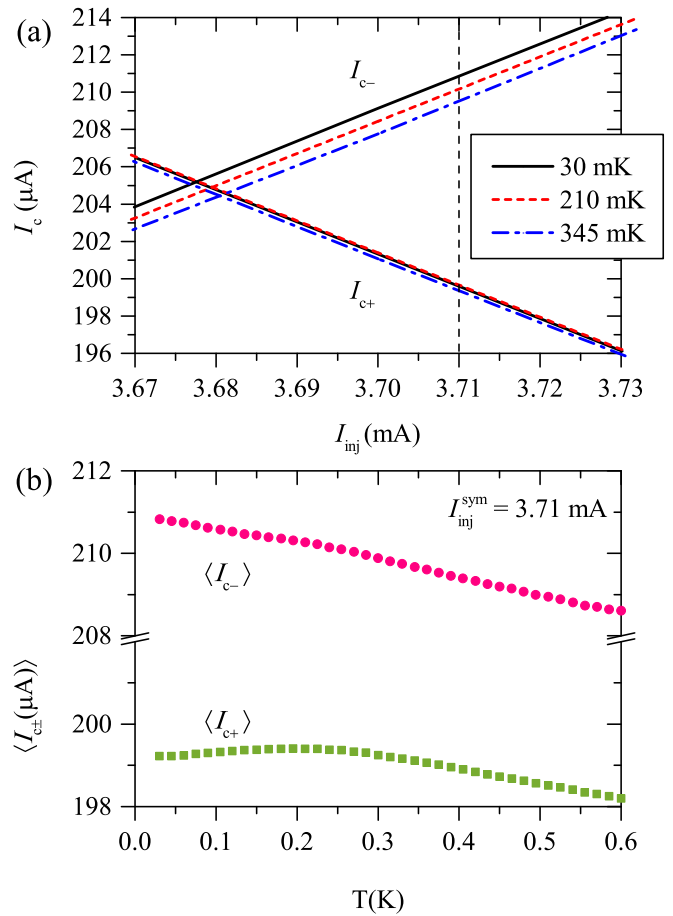 (a)
214
212
210
208
206
204
202
200
198
196
I_c (μA)
I_c−
I_c+
30 mK
210 mK
345 mK
3.67 3.68 3.69 3.70 3.71 3.72 3.73
I_inj (mA)
(b)
212
210
208
200
198
⟨I_c±(μA)⟩
I_inj^sym = 3.71 mA
⟨I_c−⟩
⟨I_c+⟩
0.0 0.1 0.2 0.3 0.4 0.5 0.6
T(K)